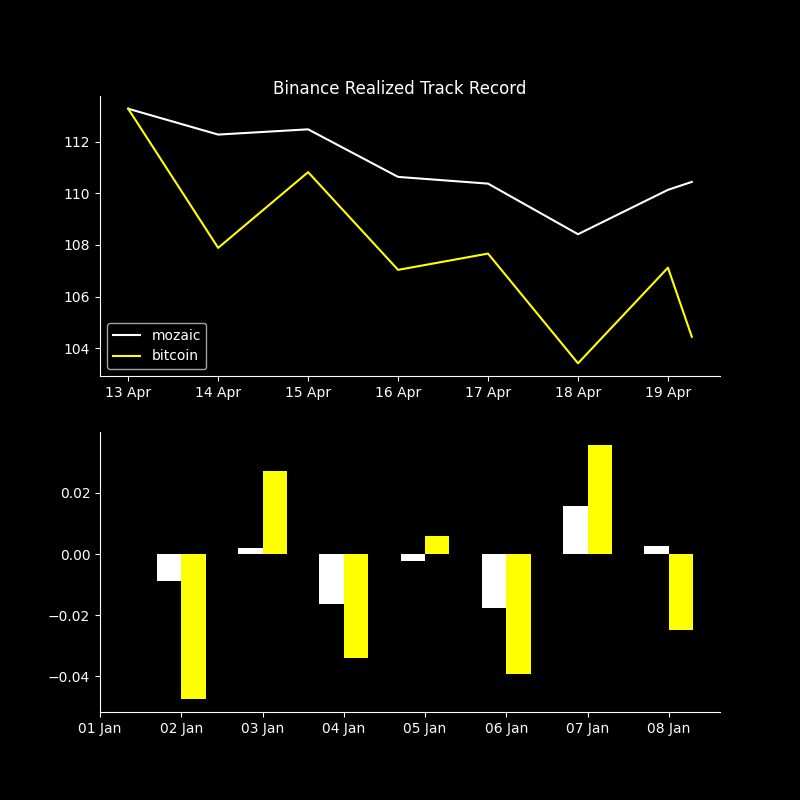 Binance Realized Track Record
112
110
108
106
104
mozaic
bitcoin
13 Apr 14 Apr 15 Apr 16 Apr 17 Apr 18 Apr 19 Apr
0.02
0.00
−0.02
−0.04
01 Jan 02 Jan 03 Jan 04 Jan 05 Jan 06 Jan 07 Jan 08 Jan